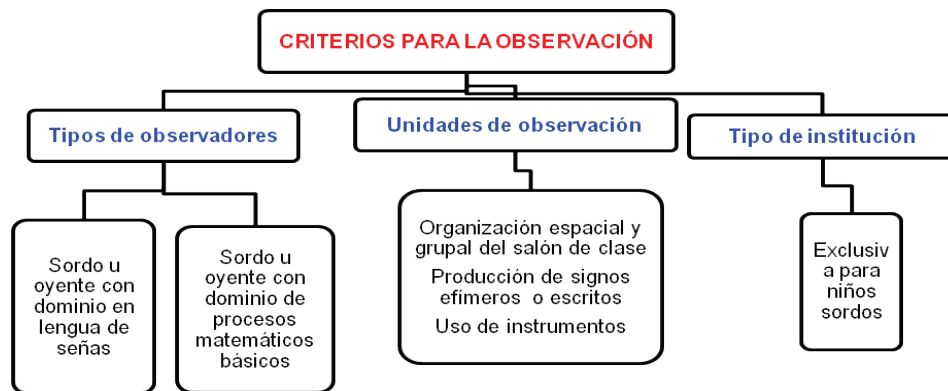 CRITERIOS PARA LA OBSERVACIÓN
Tipos de observadores
Unidades de observación
Tipo de institución
Sordo u
oyente con
dominio en
lengua de
señas
Sordo u
oyente con
dominio de
procesos
matemáticos
básicos
Organización espacial y
grupal del salón de clase
Producción de signos
efímeros o escritos
Uso de instrumentos
Exclusiv
a para
niños
sordos